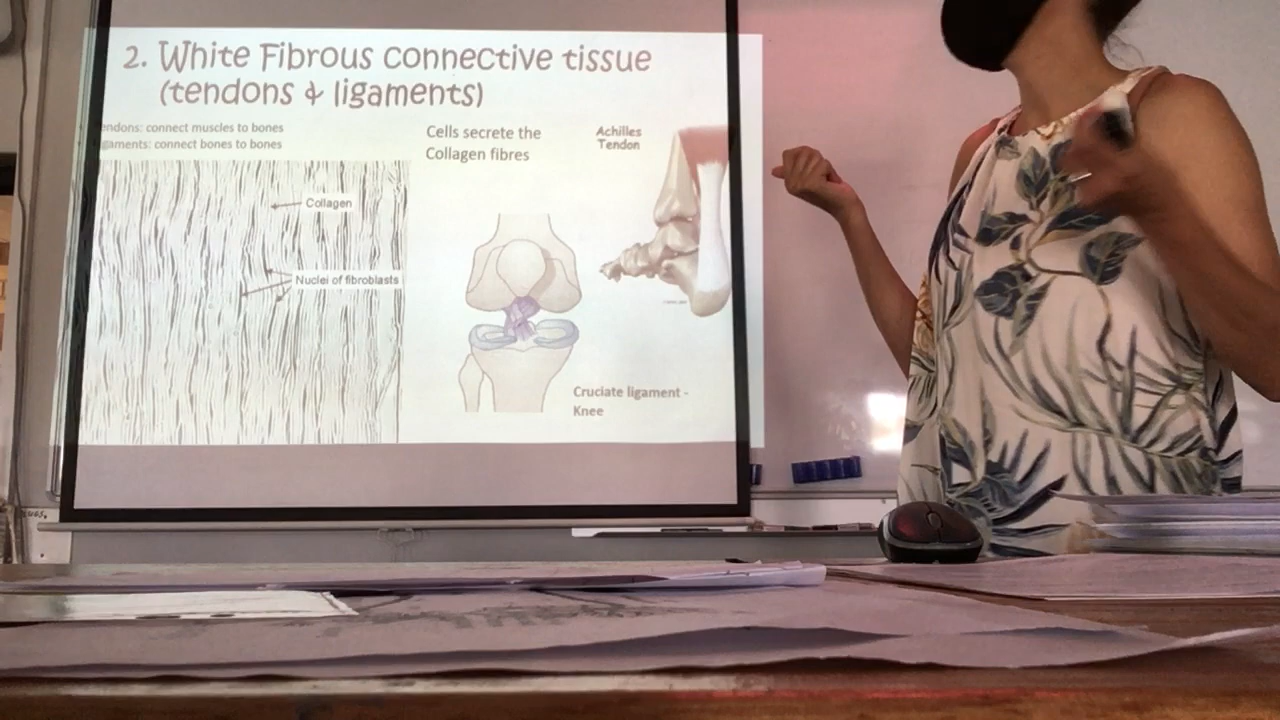 2. White Fibrous connective tissue
(tendons & ligaments)
endons: connect muscles to bones
gaments: connect bones to bones
Collagen
Nuclei of fibroblasts
Cells secrete the
Collagen fibres
Achilles
Tendon
Cruciate ligament -
Knee